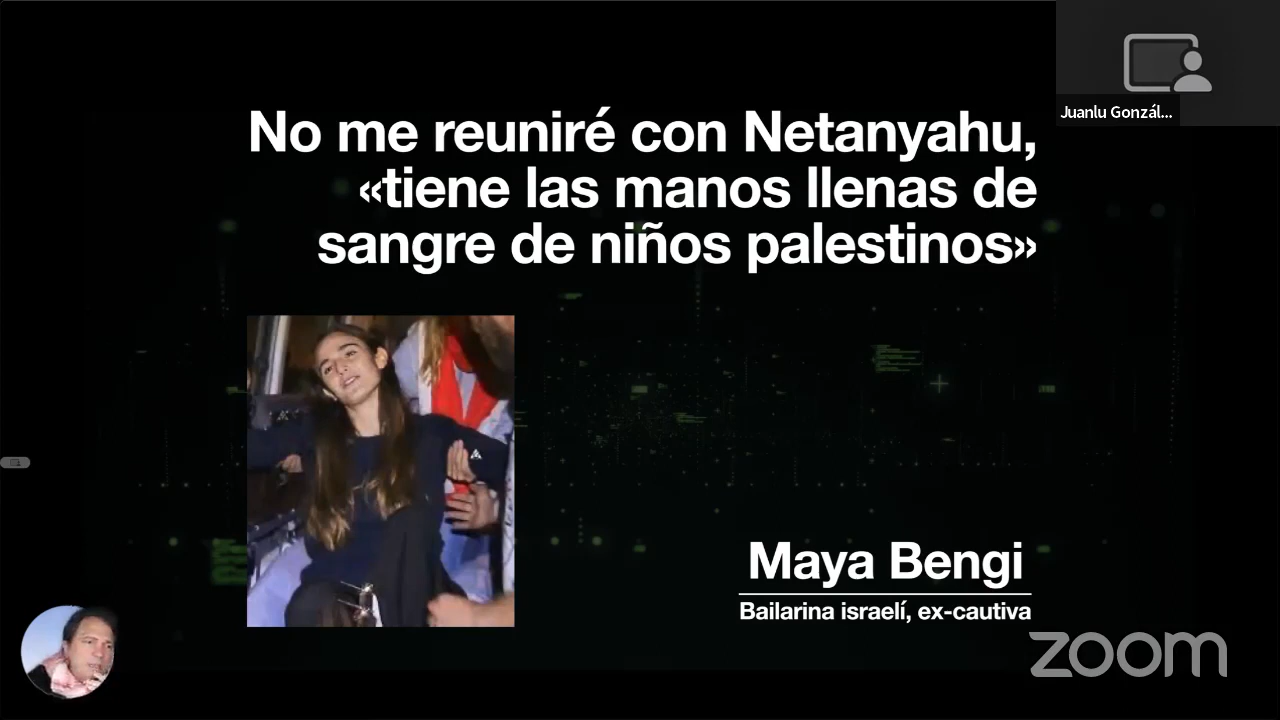 Juanlu Gonzál...
No me reuniré con Netanyahu,
«tiene las manos llenas de
sangre de niños palestinos»
Maya Bengi
Bailarina israelí, ex-cautiva
zoom